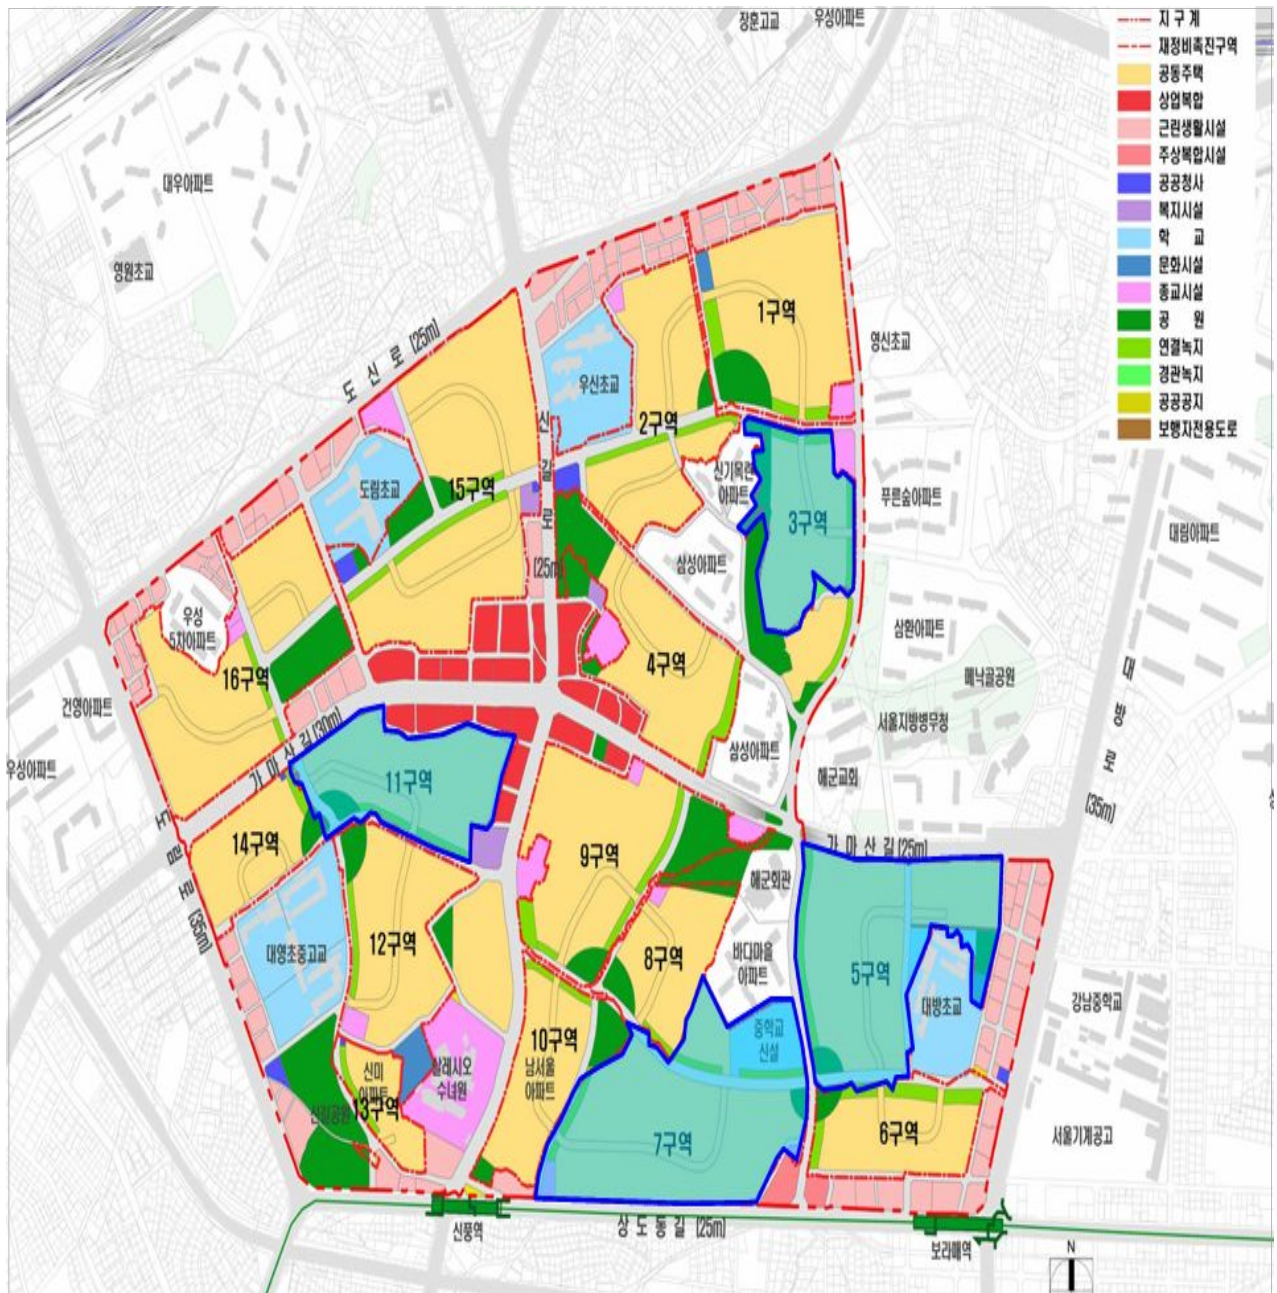 장훈고교
우성아파트
지 구 계
재정비촉진구역
공동주택
상업복합
근린생활시설
주상복합시설
공공청사
복지시설
학 교
문화시설
종교시설
공 원
연결녹지
경관녹지
공공공지
보행자전용도로
대우아파트
영원초교
도 신 로 (25m)
1구역
영신초교
우신초교
2구역
신 길 로 (25m)
신기목련
아파트
도림초교
15구역
3구역
푸른숲아파트
대림아파트
삼성아파트
우성
5차아파트
삼환아파트
4구역
16구역
메낙골공원
건영아파트
서울지방병무청
대 방 로 (35m)
가 마 산 길 (30m)
삼성아파트
우성아파트
11구역
해군교회
도 림 로 (35m)
14구역
9구역
가 마 산 길 (25m)
해군회관
12구역
대영초중고교
8구역
바다마을
아파트
5구역
대방초교
강남중학교
10구역
남서울
아파트
중학교
신설
신미
아파트
살레시오
수녀원
13구역
신길공원
7구역
6구역
서울기계공고
신풍역
상 도 동 길 (25m)
보라매역
N